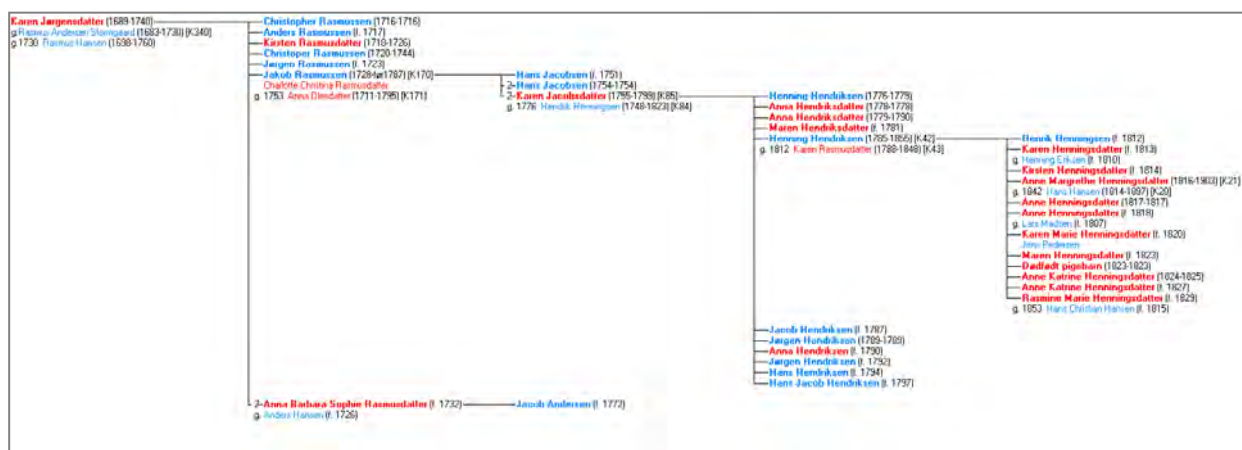 Karen Jørgensdatter (1689-1740)
g. Rasmus Andersen Stormgaard (1683-1730) [K340]
g. 1730 Rasmus Hansen (1698-1760)
Christopher Rasmussen (1716-1716)
Anders Rasmussen (f. 1717)
Kirsten Rasmusdatter (1718-1726)
Christoper Rasmussen (1720-1744)
Jørgen Rasmussen (f. 1723)
Jakob Rasmussen (1728-før1787) [K170]
Charlotte Christina Rasmusdatter
g. 1753 Anna Olesdatter (1711-1795) [K171]
2 Anna Barbara Sophie Rasmusdatter (f. 1732)
g. Anders Hansen (f. 1726)
Hans Jacobsen (f. 1751)
2 Hans Jacobsen (1754-1754)
2 Karen Jacobsdatter (1755-1799) [K85]
g. 1776 Hendrik Henningsen (1748-1823) [K84]
Jacob Andersen (f. 1772)
Henning Hendriksen (1776-1779)
Anna Hendriksdatter (1778-1778)
Anna Hendriksdatter (1779-1790)
Maren Hendriksdatter (f. 1781)
Henning Hendriksen (1785-1855) [K42]
g. 1812 Karen Rasmusdatter (1788-1848) [K43]
Jacob Hendriksen (f. 1787)
Jørgen Hendriksen (1789-1789)
Anna Hendriksen (f. 1790)
Jørgen Hendriksen (f. 1792)
Hans Hendriksen (f. 1794)
Hans Jacob Hendriksen (f. 1797)
Henrik Henningsen (f. 1812)
Karen Henningsdatter (f. 1813)
g. Henning Eriksen (f. 1810)
Kirsten Henningsdatter (f. 1814)
Anne Margrethe Henningsdatter (1816-1903) [K21]
g. 1842 Hans Hansen (1814-1897) [K20]
Anne Henningsdatter (1817-1817)
Anne Henningsdatter (f. 1818)
g. Lars Madsen (f. 1807)
Karen Marie Henningsdatter (f. 1820)
Jens Pedersen
Maren Henningsdatter (f. 1823)
Dødfødt pigebarn (1823-1823)
Anne Katrine Henningsdatter (1824-1825)
Anne Katrine Henningsdatter (f. 1827)
Rasmine Marie Henningsdatter (f. 1829)
g. 1853 Hans Christian Hansen (f. 1815)